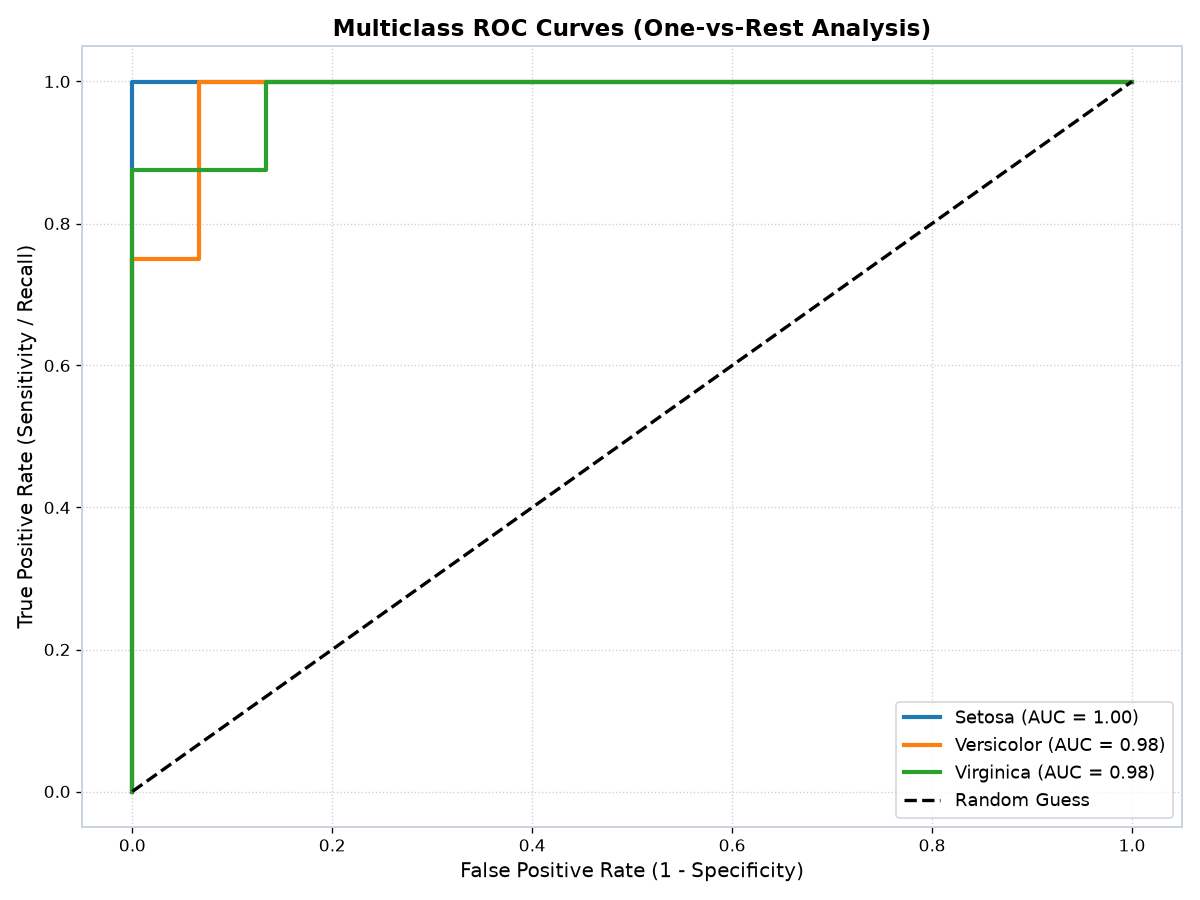 Multiclass ROC Curves (One-vs-Rest Analysis)
True Positive Rate (Sensitivity / Recall)
1.0
0.8
0.6
0.4
0.2
0.0
0.0 0.2 0.4 0.6 0.8 1.0
False Positive Rate (1 - Specificity)
Setosa (AUC = 1.00)
Versicolor (AUC = 0.98)
Virginica (AUC = 0.98)
Random Guess